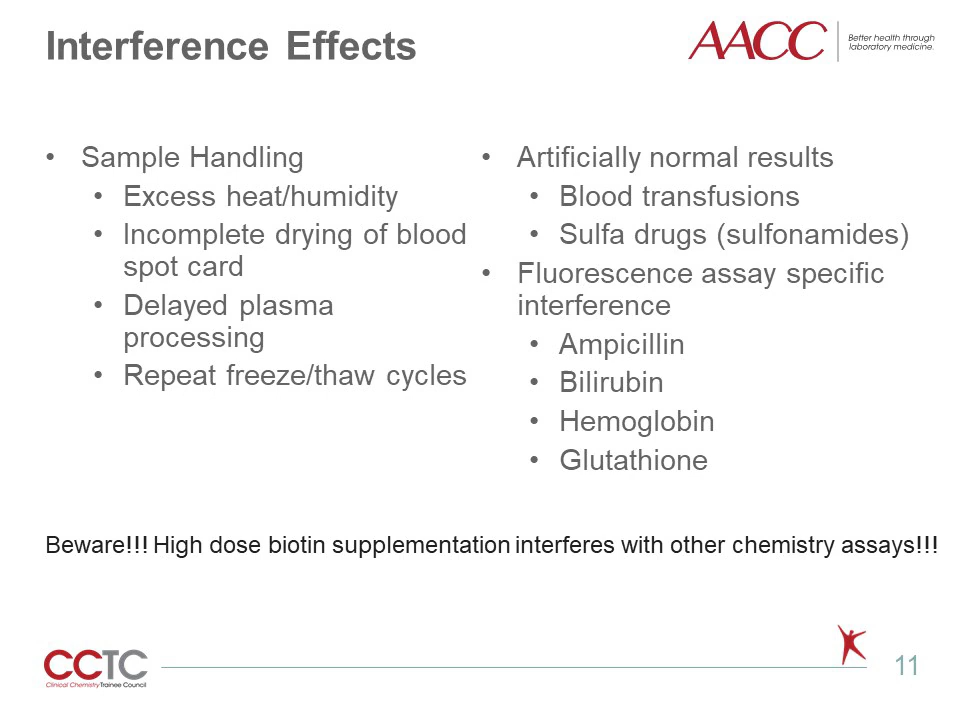 Interference Effects
AACC
Better health through
laboratory medicine.
• Sample Handling
• Excess heat/humidity
• Incomplete drying of blood
spot card
• Delayed plasma
processing
• Repeat freeze/thaw cycles
• Artificially normal results
• Blood transfusions
• Sulfa drugs (sulfonamides)
• Fluorescence assay specific
interference
• Ampicillin
• Bilirubin
• Hemoglobin
• Glutathione
Beware!!! High dose biotin supplementation interferes with other chemistry assays!!!
CCTC
Clinical Chemistry Trainee Council
11